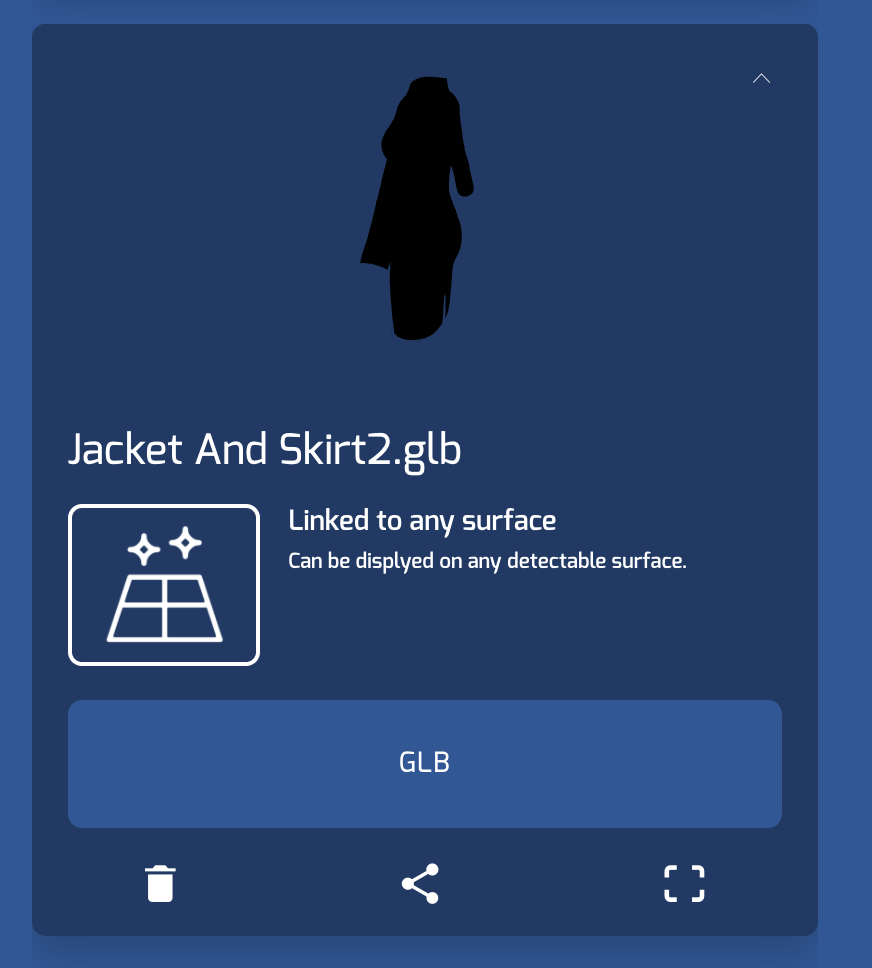 Jacket And Skirt2.glb
Linked to any surface
Can be displyed on any detectable surface.
GLB